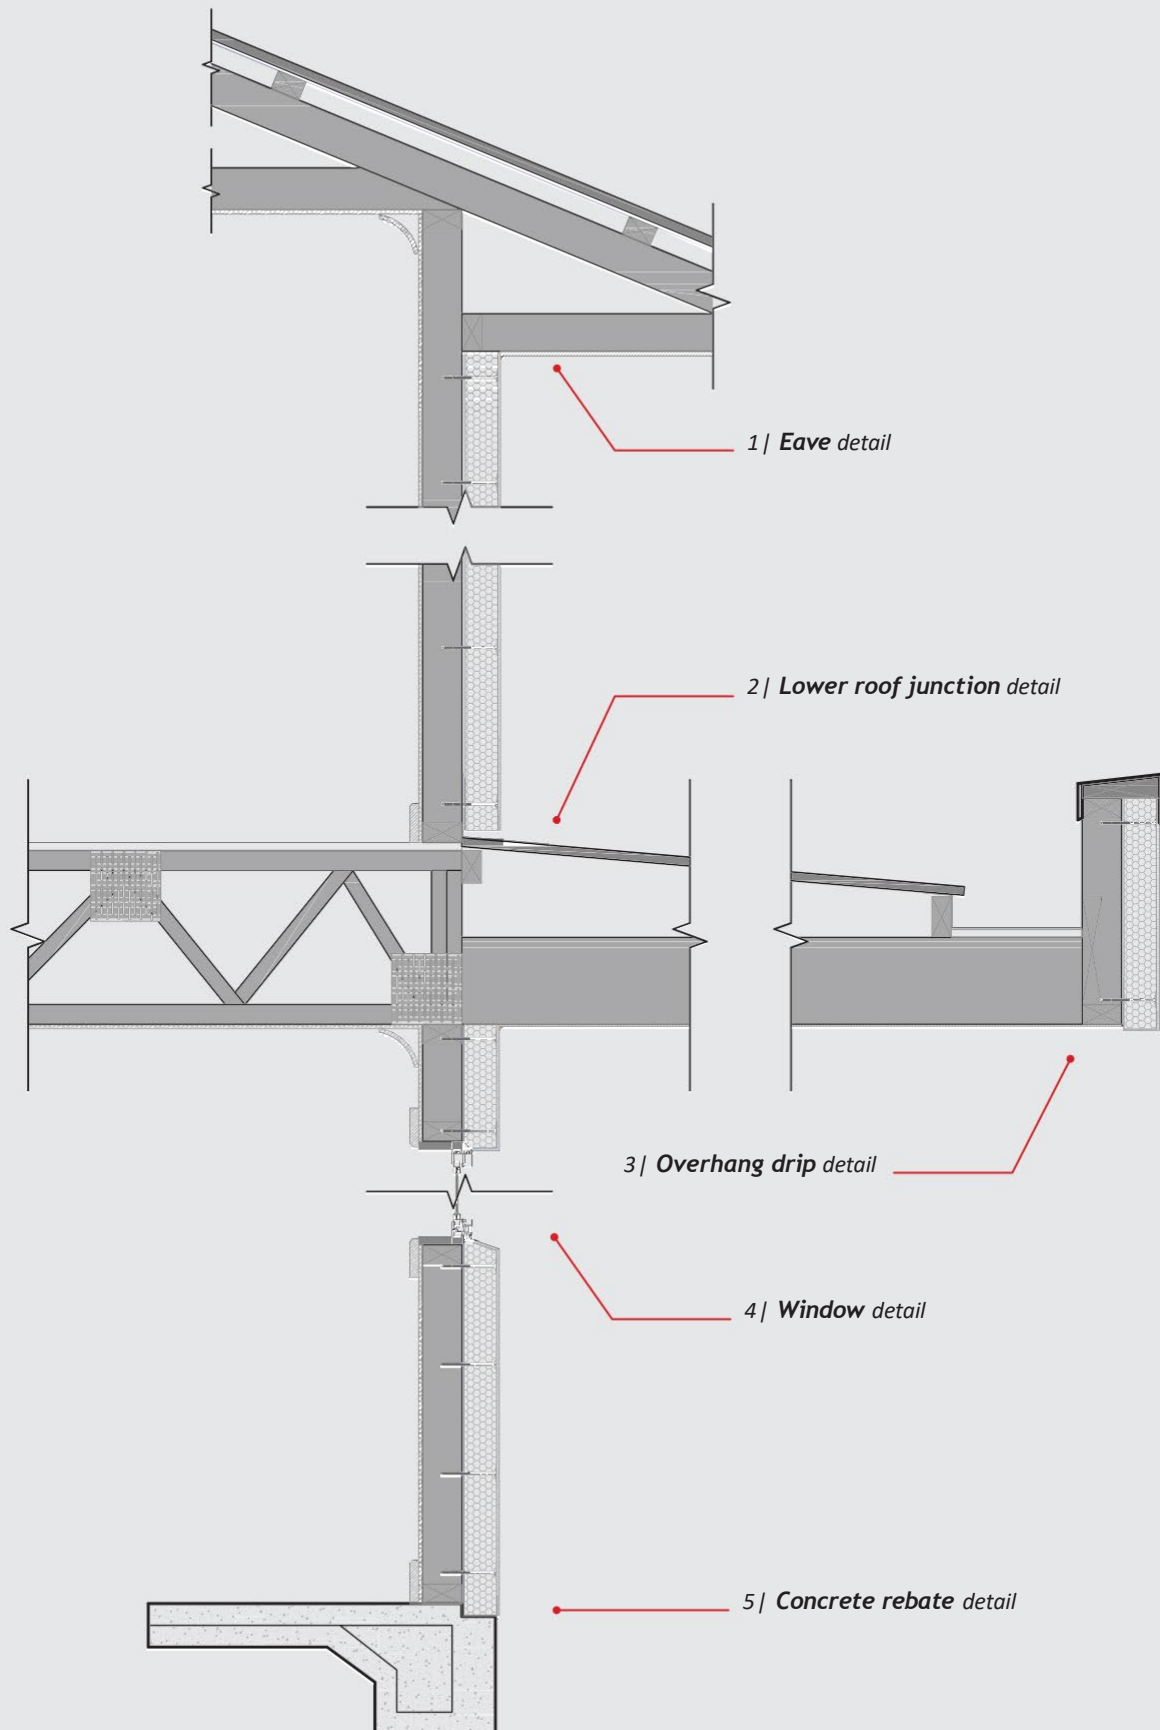 1| Eave detail
2| Lower roof junction detail
3| Overhang drip detail
4| Window detail
5| Concrete rebate detail